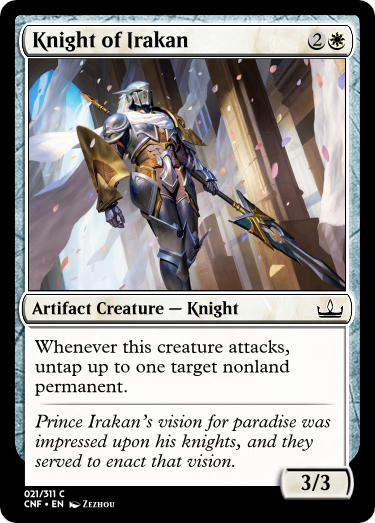 Knight of Irakan 2
Artifact Creature — Knight
Whenever this creature attacks,
untap up to one target nonland
permanent.
Prince Irakan's vision for paradise was
impressed upon his knights, and they
served to enact that vision.
3/3
021/311 C
CNF • EN Zezhou